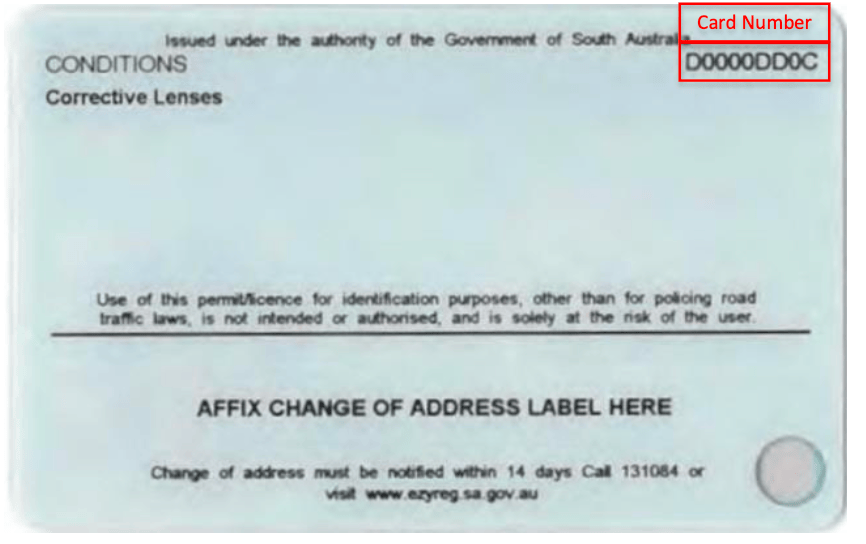 Card Number
Issued under the authority of the Government of South Australia
CONDITIONS
D0000DD0C
Corrective Lenses
Use of this permit/licence for identification purposes, other than for policing road
traffic laws, is not intended or authorised, and is solely at the risk of the user.
AFFIX CHANGE OF ADDRESS LABEL HERE
Change of address must be notified within 14 days Call 131084 or
visit www.ezyreg.sa.gov.au